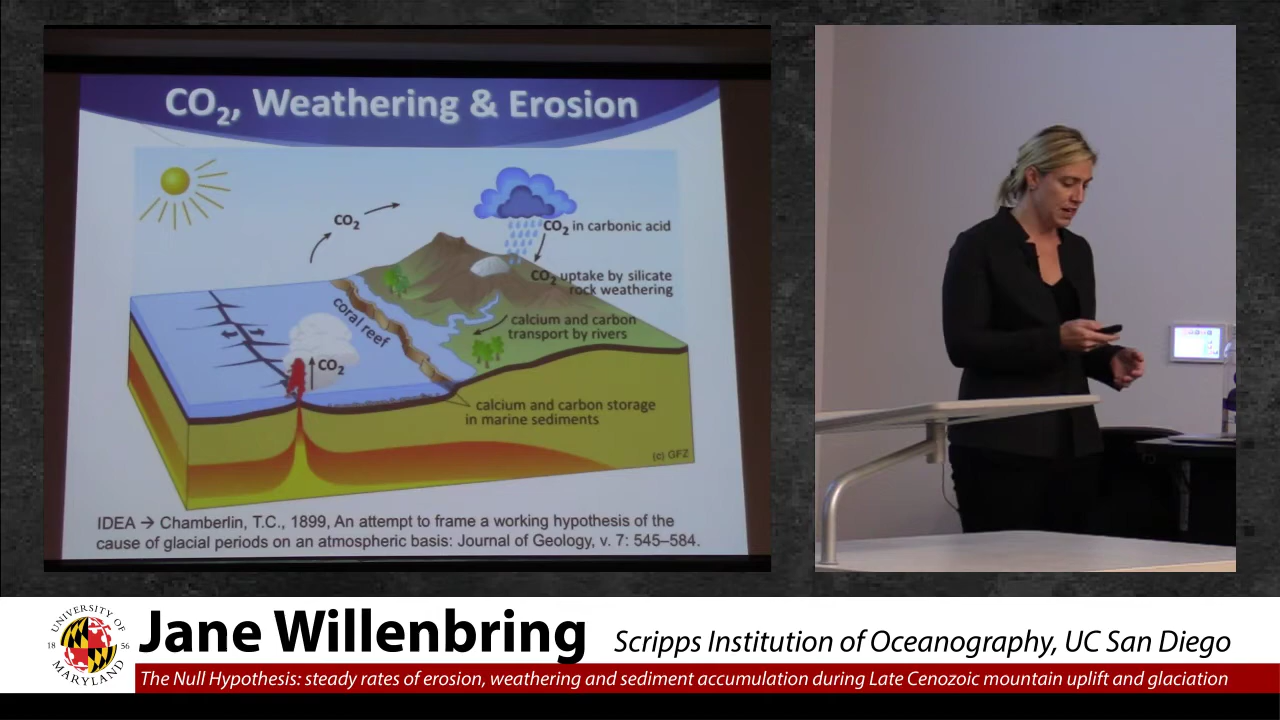 CO2, Weathering & Erosion
CO2
CO2 in carbonic acid
CO2 uptake by silicate
rock weathering
coral reef
calcium and carbon
transport by rivers
CO2
calcium and carbon storage
in marine sediments
(c) GFZ
IDEA → Chamberlin, T.C., 1899, An attempt to frame a working hypothesis of the
cause of glacial periods on an atmospheric basis: Journal of Geology, v. 7: 545–584.
UNIVERSITY OF
18 56
MARYLAND
Jane Willenbring
Scripps Institution of Oceanography, UC San Diego
The Null Hypothesis: steady rates of erosion, weathering and sediment accumulation during Late Cenozoic mountain uplift and glaciation